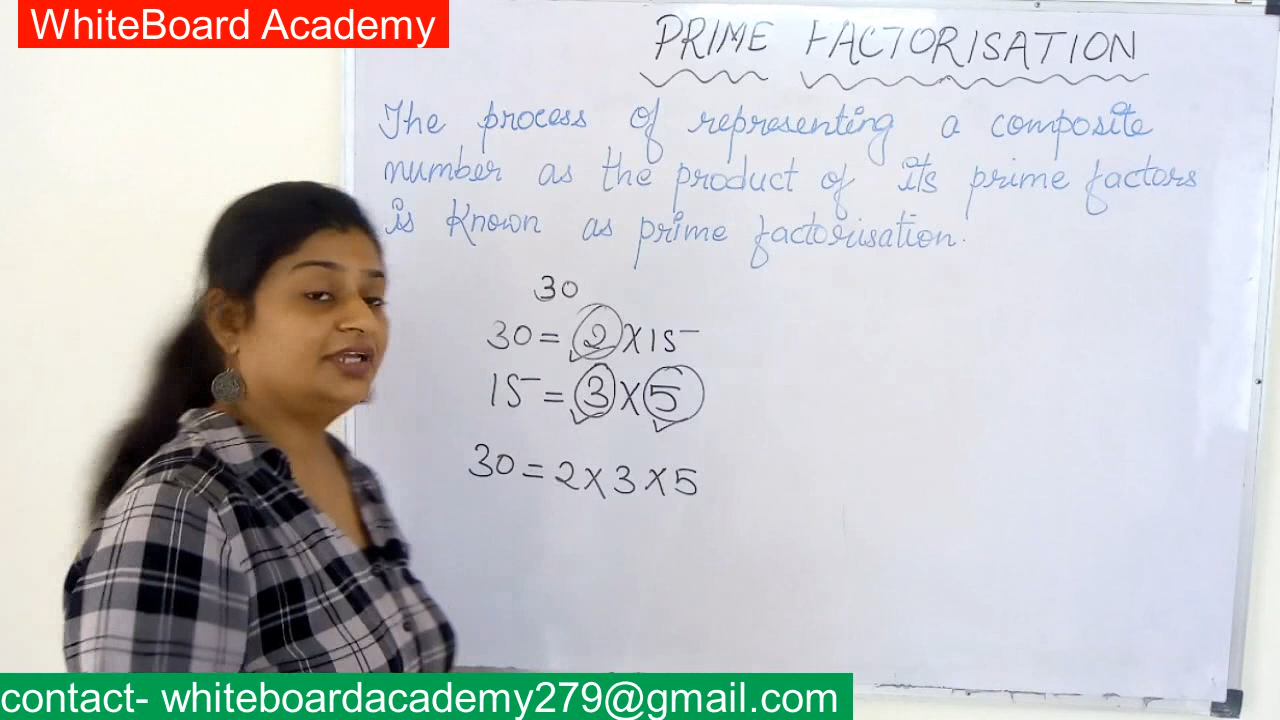 WhiteBoard Academy
PRIME FACTORISATION
The process of representing a composite
number as the product of its prime factors
is known as prime factorisation.
30
30 = 2 X 15
15 = 3 X 5
30 = 2 X 3 X 5
contact- whiteboardacademy279@gmail.com